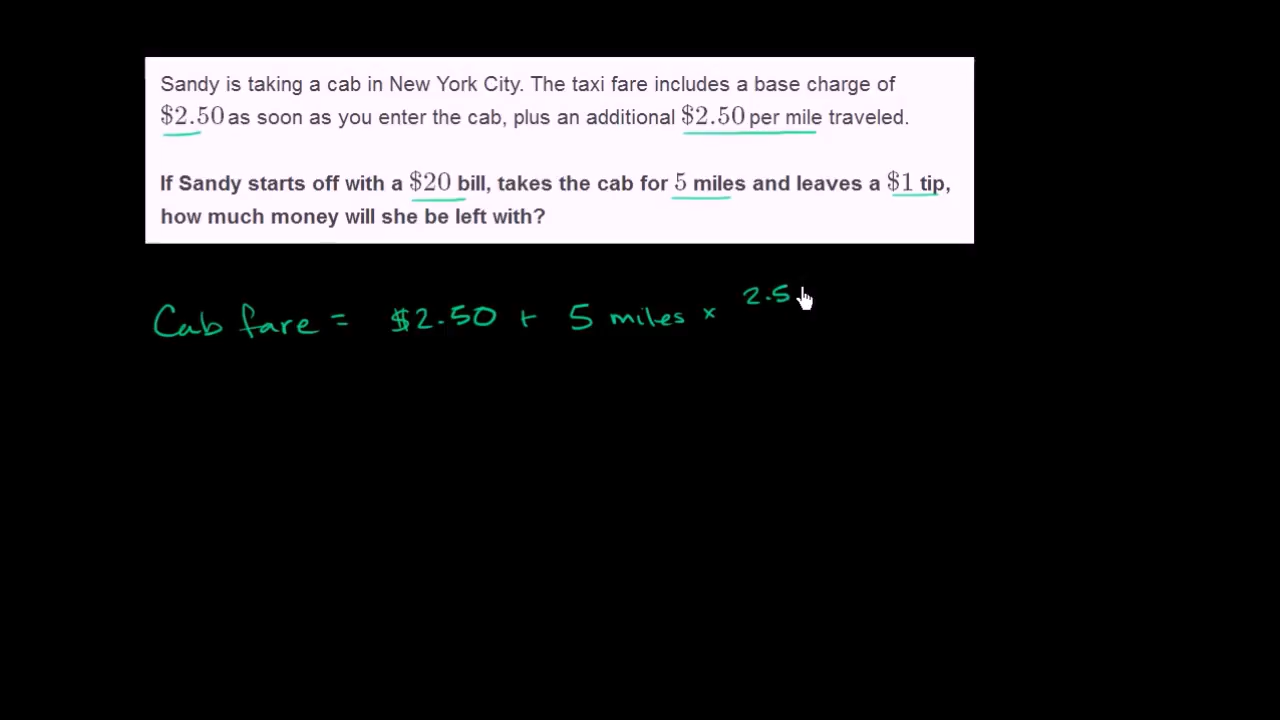 Sandy is taking a cab in New York City. The taxi fare includes a base charge of
$2.50 as soon as you enter the cab, plus an additional $2.50 per mile traveled.
If Sandy starts off with a $20 bill, takes the cab for 5 miles and leaves a $1 tip,
how much money will she be left with?
Cab fare = $2.50 + 5 miles × 2.5